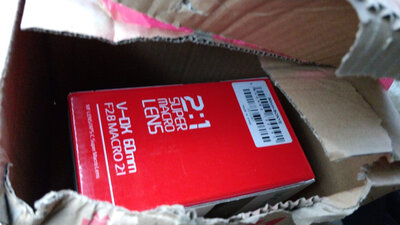 2:1
SUPER
MACRO
LENS
V-DX 60mm
F2.8 MACRO 2:1